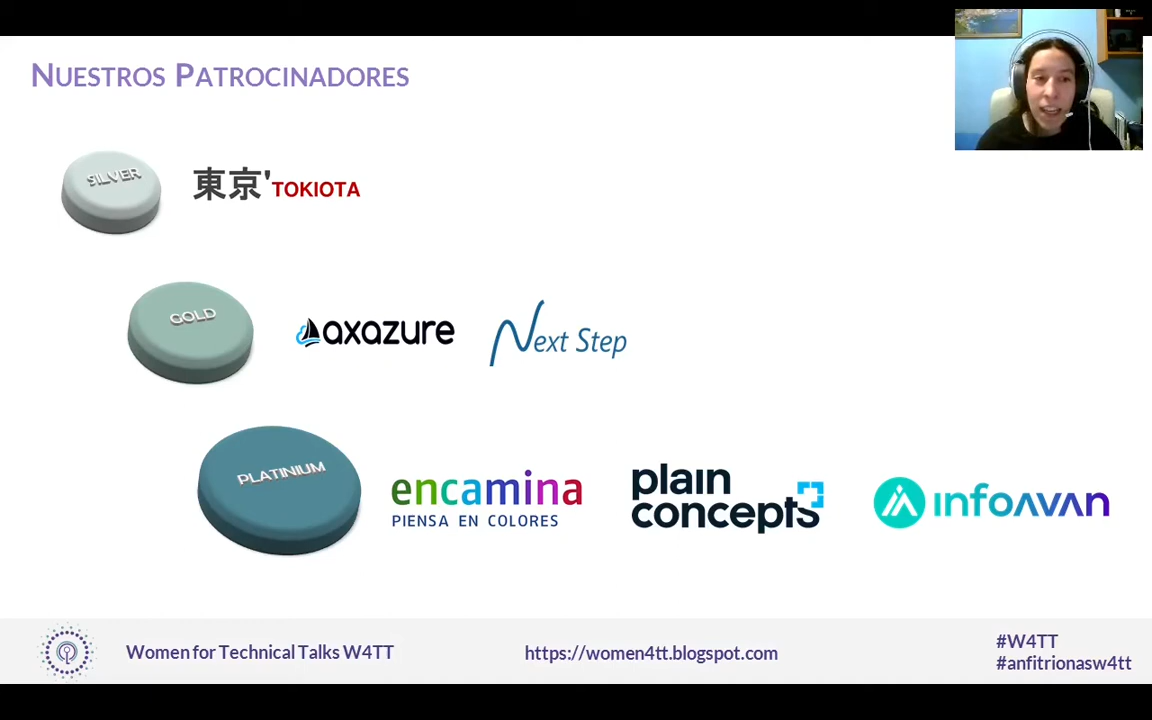 NUESTROS PATROCINADORES
SILVER
東京'TOKIOTA
GOLD
axazure
Next Step
PLATINIUM
encamina
PIENSA EN COLORES
plain
concepts
infoavan
Women for Technical Talks W4TT
https://women4tt.blogspot.com
#W4TT
#anfitrionasw4tt